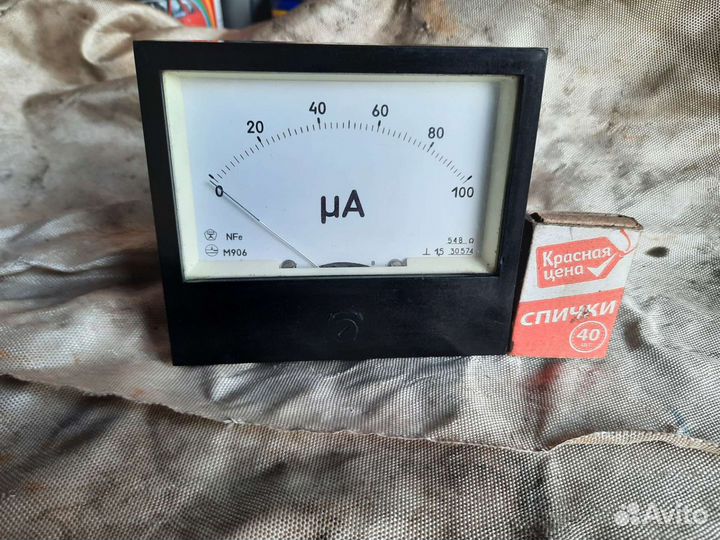 0 20 40 60 80 100
µA
NFe
M906
548 Ω
⊥ 1,5 30574
Красная
цена
СПИЧКИ
40
Avito